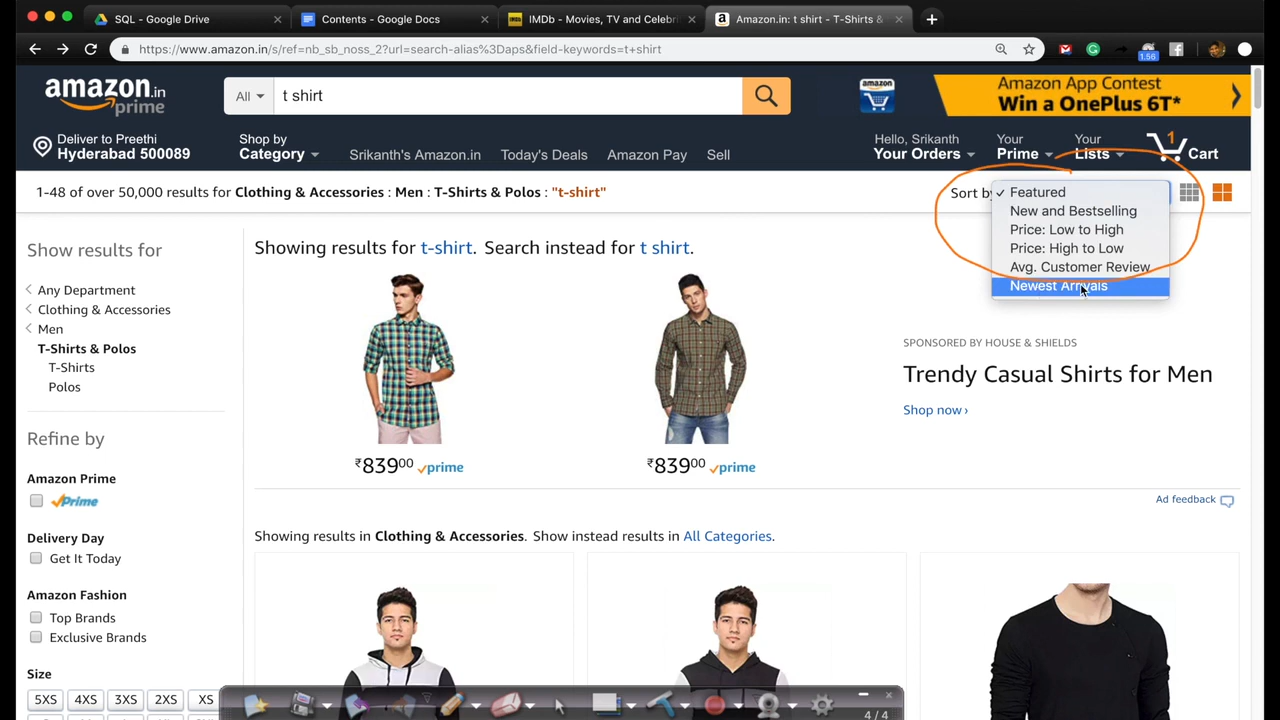 SQL - Google Drive
Contents - Google Docs
IMDb - Movies, TV and Celebri
Amazon.in: t shirt - T-Shirts &
https://www.amazon.in/s/ref=nb_sb_noss_2?url=search-alias%3Daps&field-keywords=t+shirt
1.56
amazon.in
prime
All
t shirt
amazon
Amazon App Contest
Win a OnePlus 6T*
Deliver to Preethi
Hyderabad 500089
Shop by
Category
Srikanth's Amazon.in
Today's Deals
Amazon Pay
Sell
Hello, Srikanth
Your Orders
Your
Prime
Your
Lists
1
Cart
1-48 of over 50,000 results for Clothing & Accessories : Men : T-Shirts & Polos : "t-shirt"
Sort by
✓ Featured
New and Bestselling
Price: Low to High
Price: High to Low
Avg. Customer Review
Newest Arrivals
Show results for
Any Department
Clothing & Accessories
Men
T-Shirts & Polos
T-Shirts
Polos
Refine by
Amazon Prime
Prime
Delivery Day
Get It Today
Amazon Fashion
Top Brands
Exclusive Brands
Size
5XS 4XS 3XS 2XS XS
Showing results for t-shirt. Search instead for t shirt.
₹83900 prime
₹83900 prime
SPONSORED BY HOUSE & SHIELDS
Trendy Casual Shirts for Men
Shop now ›
Ad feedback
Showing results in Clothing & Accessories. Show instead results in All Categories.
4 / 4